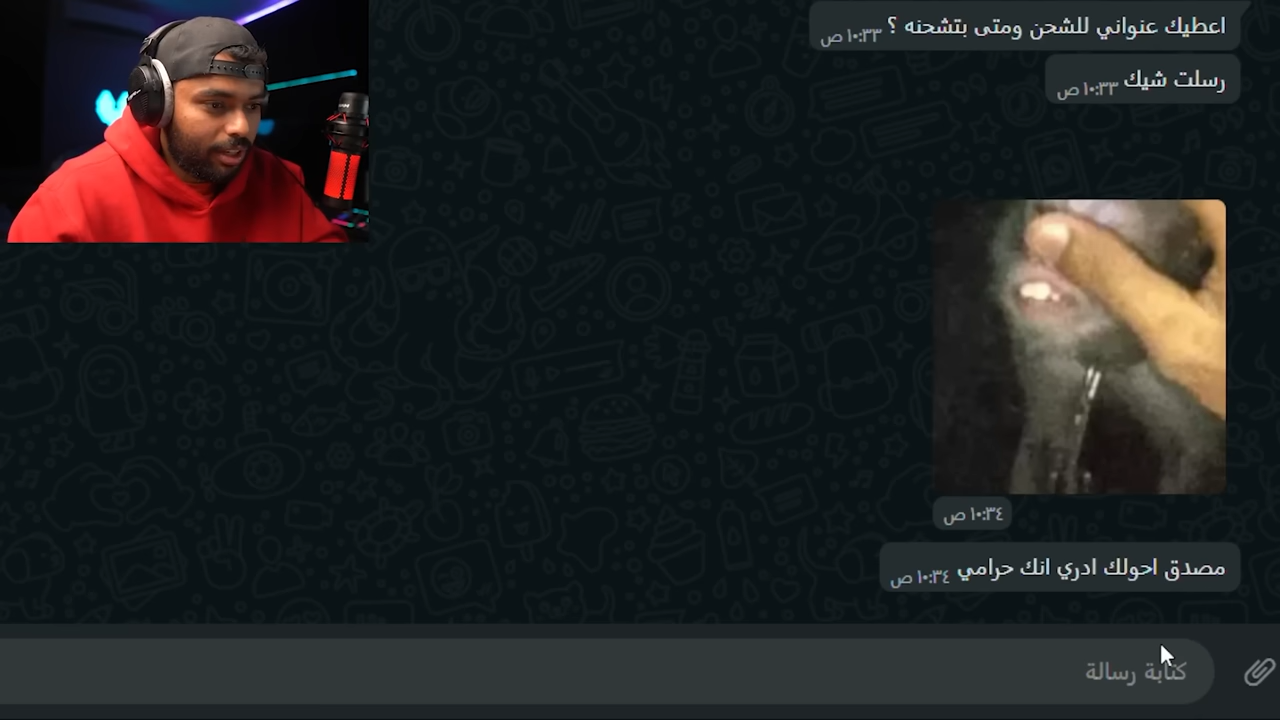 اعطيك عنواني للشحن ومتى بتشحنه ؟ ١٠:٣٣ ص
رسلت شيك ١٠:٣٣ ص
١٠:٣٤ ص
مصدق احولك ادري انك حرامي ١٠:٣٤ ص
كتابة رسالة